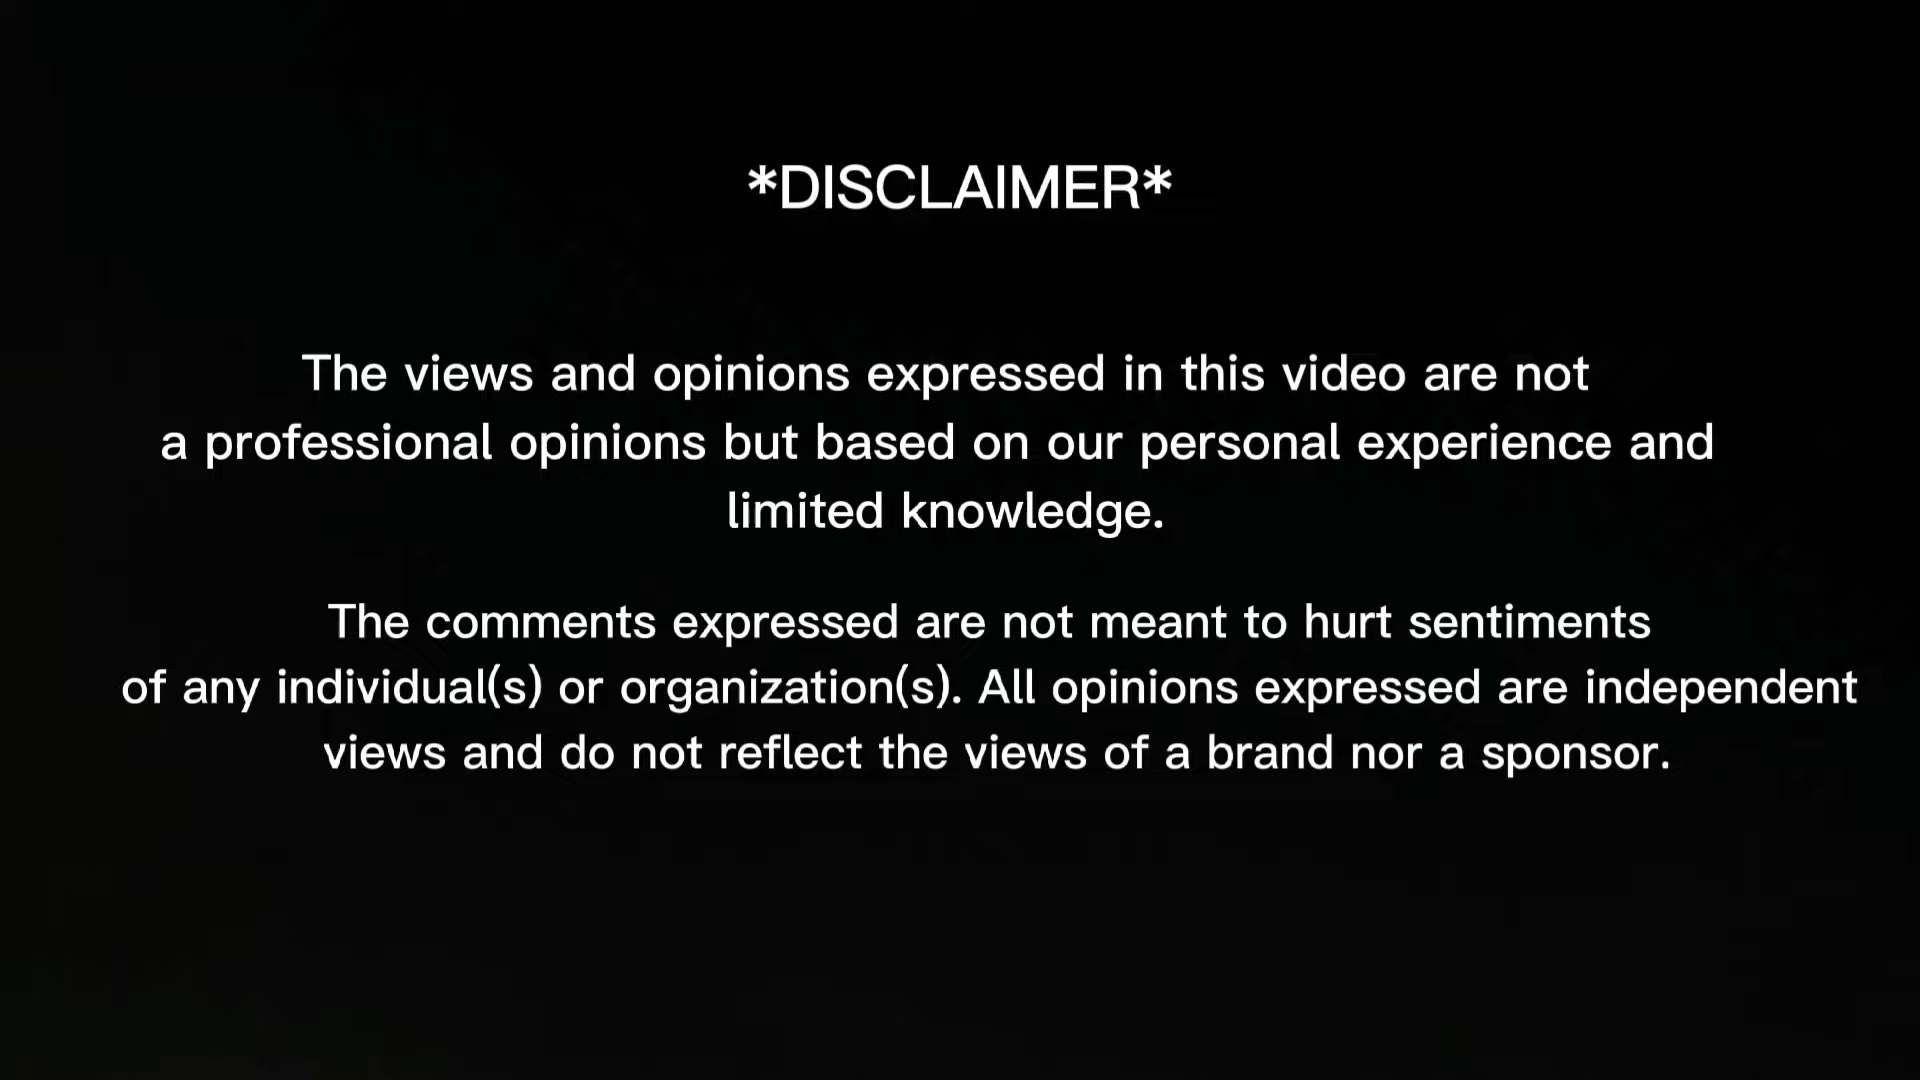 *DISCLAIMER*
The views and opinions expressed in this video are not
a professional opinions but based on our personal experience and
limited knowledge.
The comments expressed are not meant to hurt sentiments
of any individual(s) or organization(s). All opinions expressed are independent
views and do not reflect the views of a brand nor a sponsor.